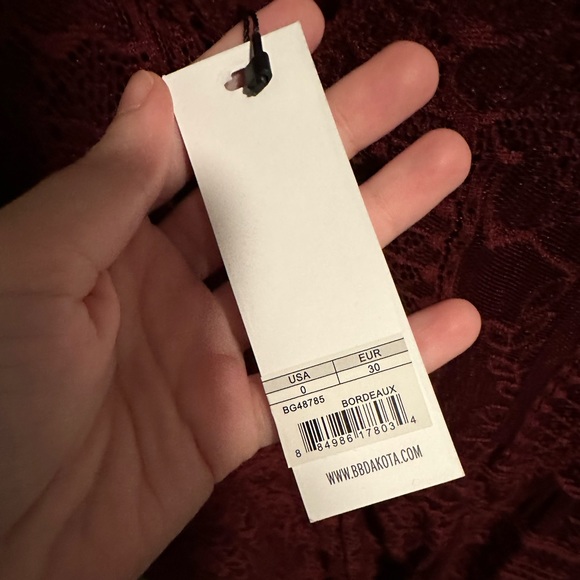 USA EUR
0 30
BG48785 BORDEAUX
8 84986 17803 4
WWW.BBDAKOTA.COM